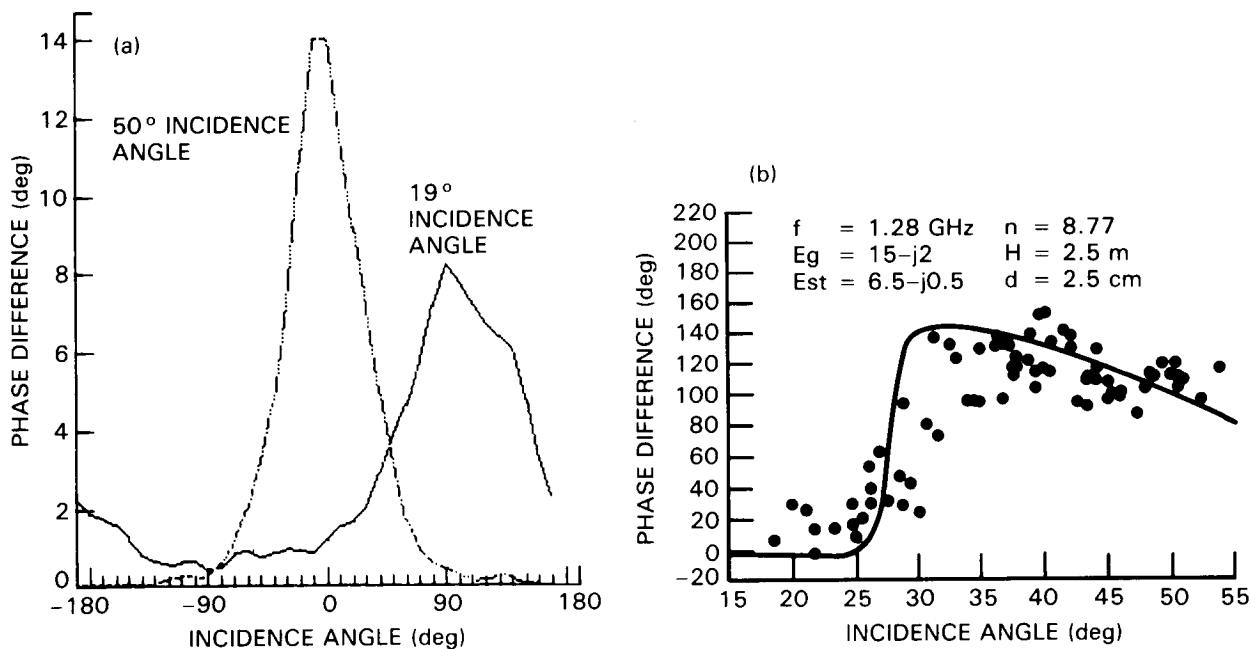 (a)
14
12
10
8
6
4
2
0
PHASE DIFFERENCE (deg)
50° INCIDENCE
ANGLE
19°
INCIDENCE
ANGLE
-180
-90
0
90
180
INCIDENCE ANGLE (deg)
(b)
220
200
180
160
140
120
100
80
60
40
20
0
-20
PHASE DIFFERENCE (deg)
f = 1.28 GHz n = 8.77
Eg = 15-j2 H = 2.5 m
Est = 6.5-j0.5 d = 2.5 cm
15
20
25
30
35
40
45
50
55
INCIDENCE ANGLE (deg)